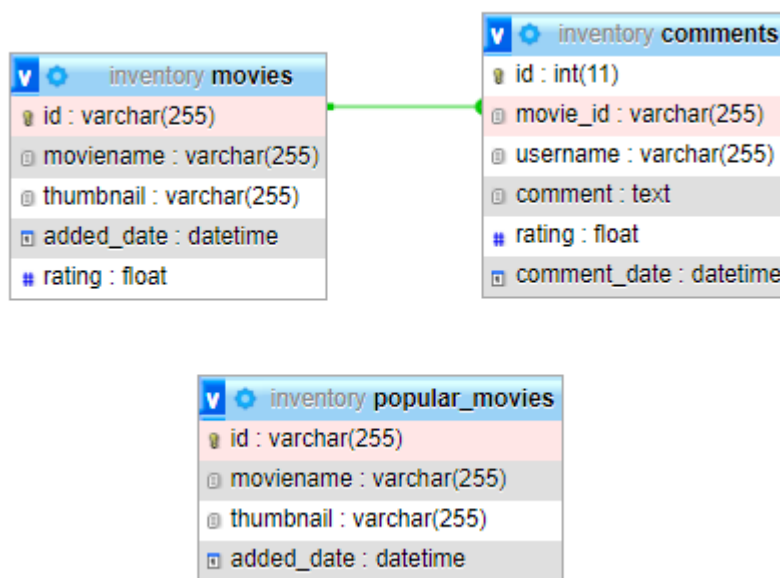 inventory movies
id : varchar(255)
moviename : varchar(255)
thumbnail : varchar(255)
added_date : datetime
rating : float
inventory comments
id : int(11)
movie_id : varchar(255)
username : varchar(255)
comment : text
rating : float
comment_date : datetime
inventory popular_movies
id : varchar(255)
moviename : varchar(255)
thumbnail : varchar(255)
added_date : datetime